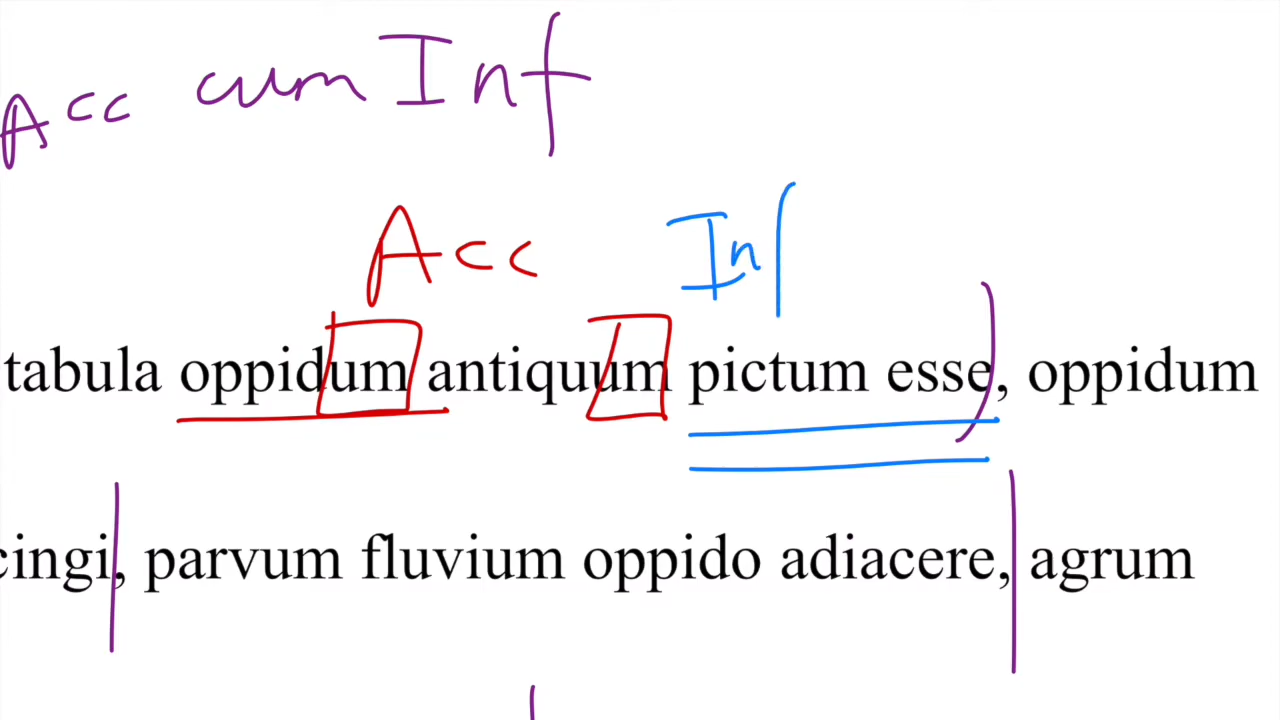 Acc cum Inf
Acc Inf
tabula oppidum antiquum pictum esse, oppidum
cingi, parvum fluvium oppido adiacere, agrum